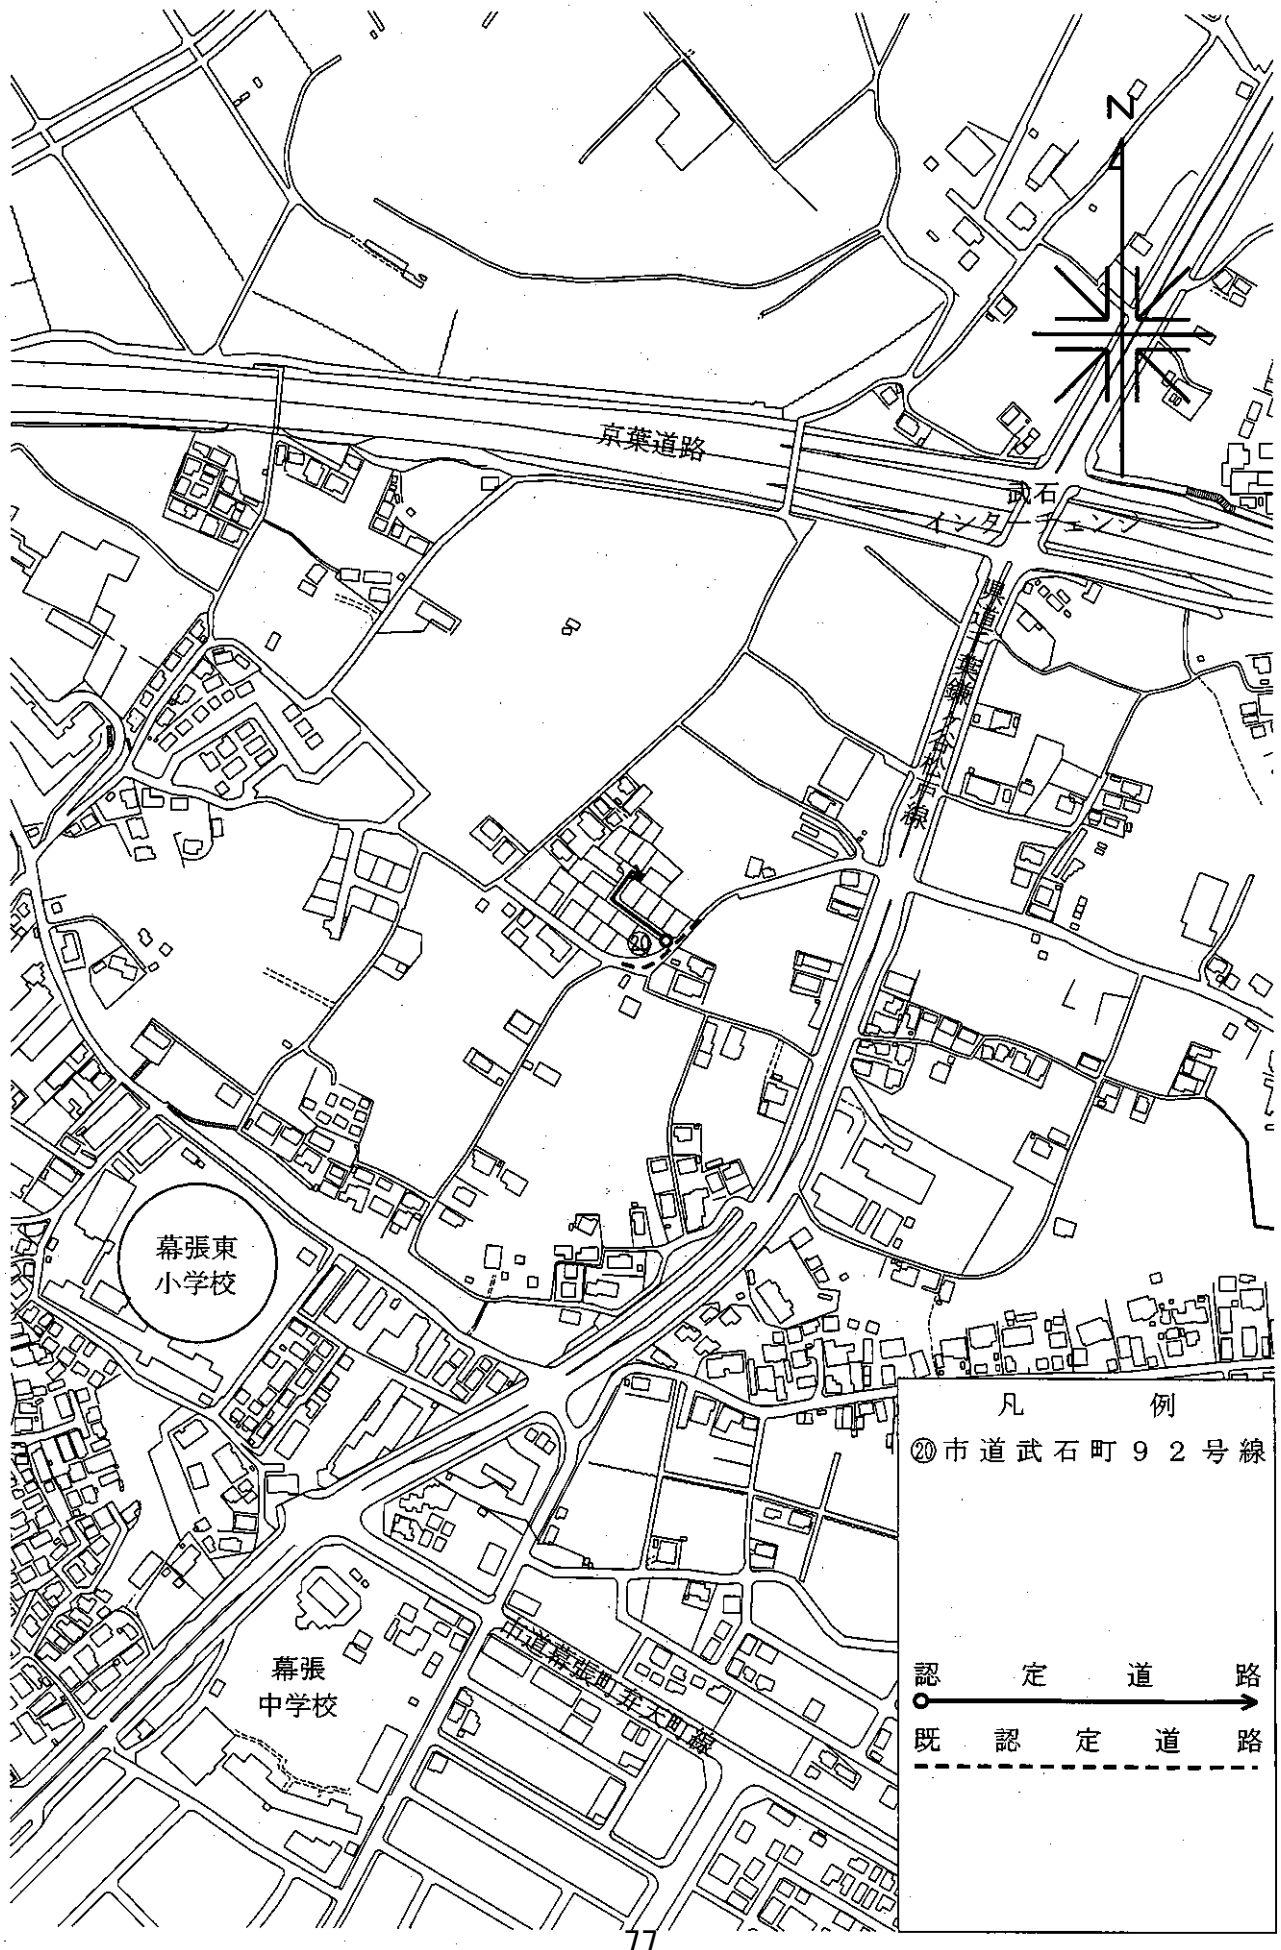 N
京葉道路
武石
インターチェンジ
県道千葉鎌ケ谷松戸線
⑳
幕張東
小学校
凡例
⑳市道武石町92号線
認定道路
既認定道路
幕張
中学校
市道幕張町弁天町線
77